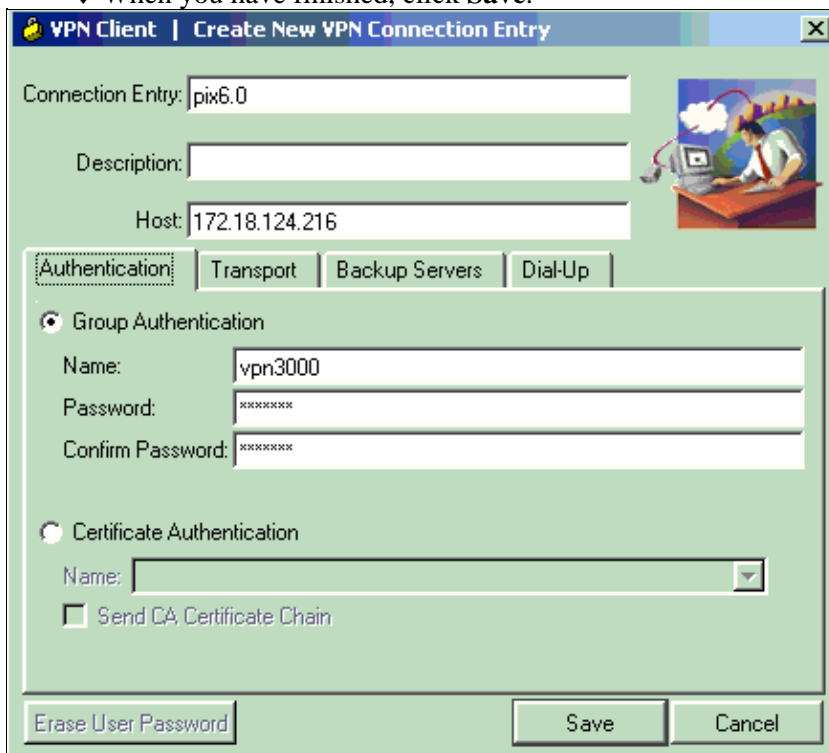 When you have finished, click Save.
VPN Client | Create New VPN Connection Entry
Connection Entry: pix6.0
Description:
Host: 172.18.124.216
Authentication Transport Backup Servers Dial-Up
Group Authentication
Name: vpn3000
Password: *******
Confirm Password: *******
Certificate Authentication
Name:
Send CA Certificate Chain
Erase User Password Save Cancel